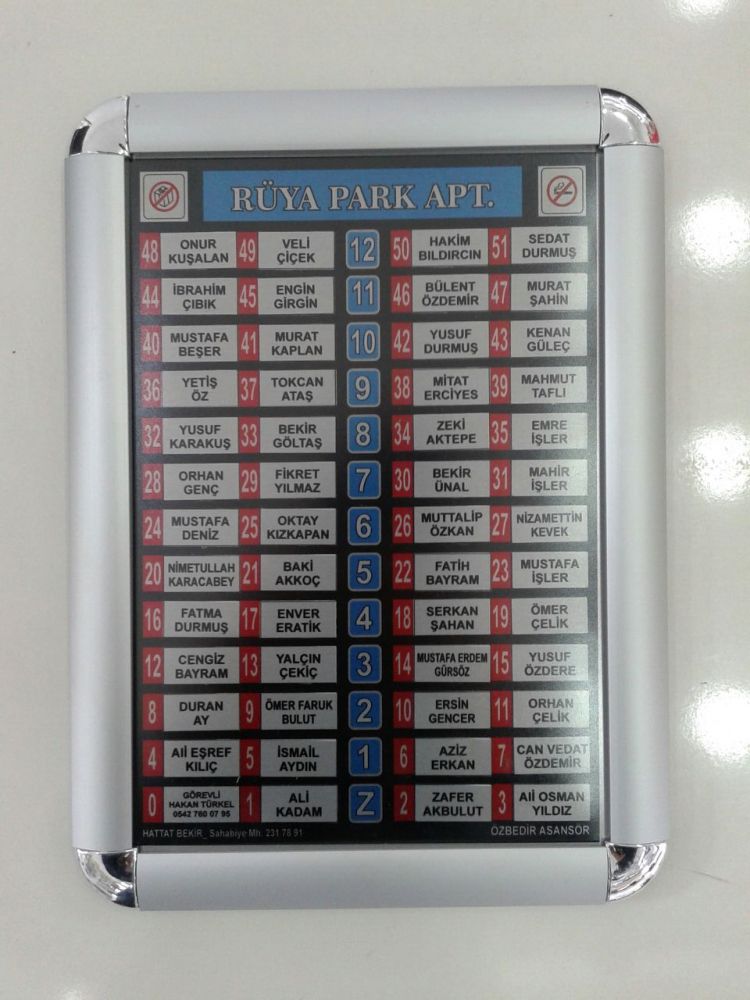 RÜYA PARK APT.
48 ONUR KUŞALAN 49 VELİ ÇİÇEK 12 50 HAKİM BILDIRCIN 51 SEDAT DURMUŞ
44 İBRAHİM ÇIBIK 45 ENGİN GİRGİN 11 46 BÜLENT ÖZDEMİR 47 MURAT ŞAHİN
40 MUSTAFA BEŞER 41 MURAT KAPLAN 10 42 YUSUF DURMUŞ 43 KENAN GÜLEÇ
36 YETİŞ ÖZ 37 TOKCAN ATAŞ 9 38 MİTAT ERCİYES 39 MAHMUT TAFLI
32 YUSUF KARAKUŞ 33 BEKİR GÖLTAŞ 8 34 ZEKİ AKTEPE 35 EMRE İŞLER
28 ORHAN GENÇ 29 FİKRET YILMAZ 7 30 BEKİR ÜNAL 31 MAHİR İŞLER
24 MUSTAFA DENİZ 25 OKTAY KIZKAPAN 6 26 MUTTALİP ÖZKAN 27 NİZAMETTİN KEVEK
20 NİMETULLAH KARACABEY 21 BAKİ AKKOÇ 5 22 FATİH BAYRAM 23 MUSTAFA İŞLER
16 FATMA DURMUŞ 17 ENVER ERATİK 4 18 SERKAN ŞAHAN 19 ÖMER ÇELİK
12 CENGİZ BAYRAM 13 YALÇIN ÇEKİÇ 3 14 MUSTAFA ERDEM GÜRSÖZ 15 YUSUF ÖZDERE
8 DURAN AY 9 ÖMER FARUK BULUT 2 10 ERSİN GENCER 11 ORHAN ÇELİK
4 Alİ EŞREF KILIÇ 5 İSMAİL AYDIN 1 6 AZİZ ERKAN 7 CAN VEDAT ÖZDEMİR
0 GÖREVLİ HAKAN TÜRKEL 0542 760 07 95 1 ALİ KADAM Z 2 ZAFER AKBULUT 3 Alİ OSMAN YILDIZ
HATTAT BEKİR_ Sahabiye Mh. 231 78 91 ÖZBEDİR ASANSÖR